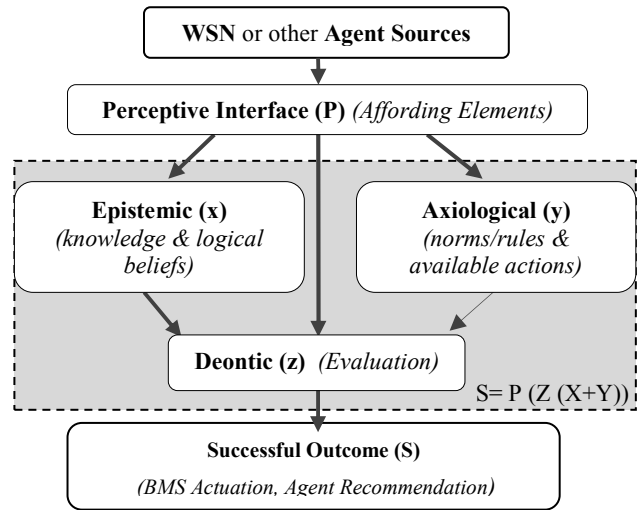 WSN or other Agent Sources
Perceptive Interface (P) (Affording Elements)
Epistemic (x)
(knowledge & logical
beliefs)
Axiological (y)
(norms/rules &
available actions)
Deontic (z) (Evaluation)
S= P (Z (X+Y))
Successful Outcome (S)
(BMS Actuation, Agent Recommendation)